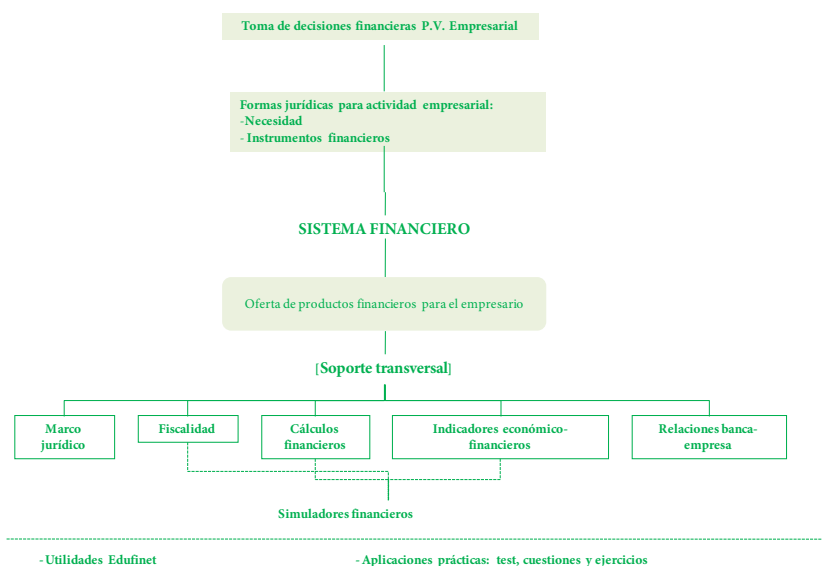 Toma de decisiones financieras P.V. Empresarial
Formas jurídicas para actividad empresarial:
-Necesidad
- Instrumentos financieros
SISTEMA FINANCIERO
Oferta de productos financieros para el empresario
[Soporte transversal]
Marco
jurídico
Fiscalidad
Cálculos
financieros
Indicadores económico-
financieros
Relaciones banca-
empresa
Simuladores financieros
- Utilidades Edufinet
- Aplicaciones prácticas: test, cuestiones y ejercicios